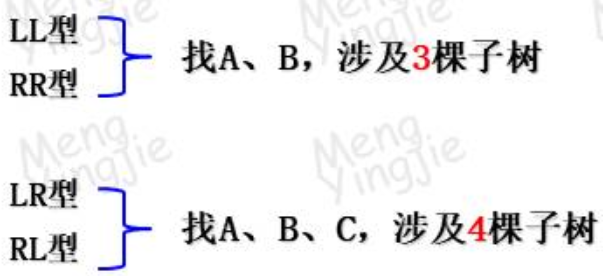 LL型
RR型
找A、B，涉及3棵子树
LR型
RL型
找A、B、C，涉及4棵子树
Meng
YingJie
Meng
YingJie
Meng
YingJie